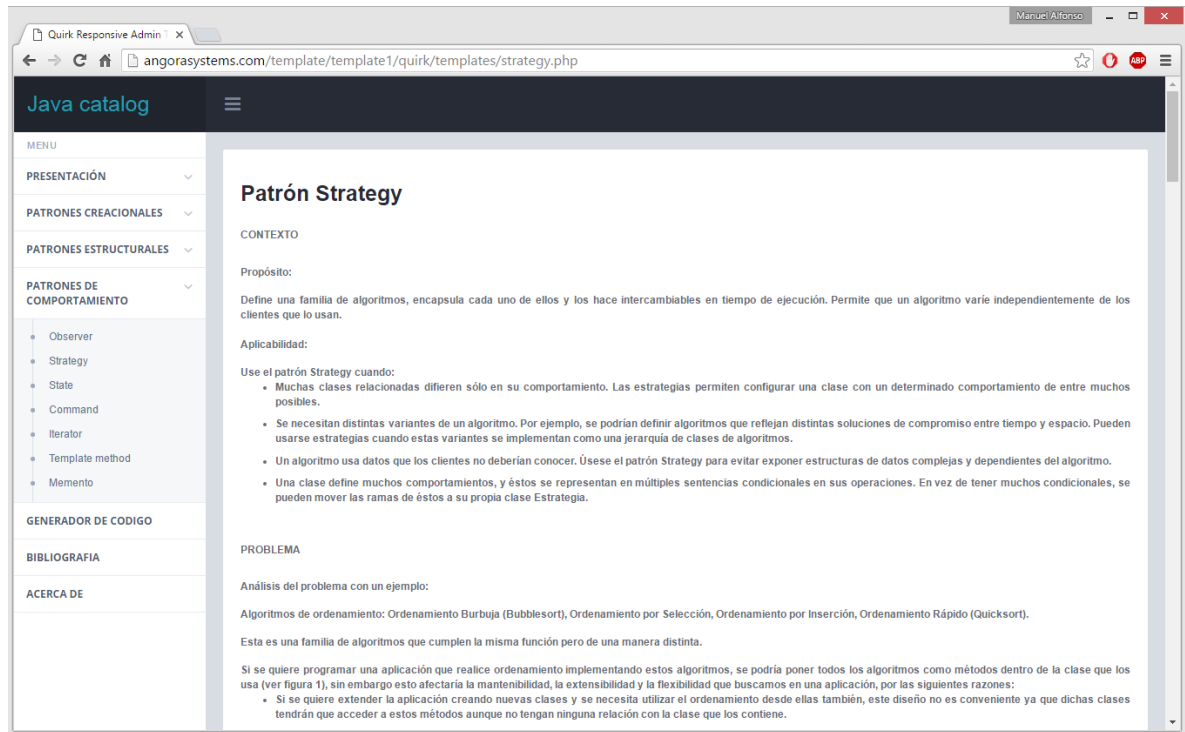 Manuel Alfonso
Quirk Responsive Admin T
angorasystems.com/template/template1/quirk/templates/strategy.php
ABP
Java catalog
MENU
PRESENTACIÓN
PATRONES CREACIONALES
PATRONES ESTRUCTURALES
PATRONES DE
COMPORTAMIENTO
Observer
Strategy
State
Command
Iterator
Template method
Memento
GENERADOR DE CODIGO
BIBLIOGRAFIA
ACERCA DE
Patrón Strategy
CONTEXTO
Propósito:
Define una familia de algoritmos, encapsula cada uno de ellos y los hace intercambiables en tiempo de ejecución. Permite que un algoritmo varíe independientemente de los
clientes que lo usan.
Aplicabilidad:
Use el patrón Strategy cuando:
Muchas clases relacionadas difieren sólo en su comportamiento. Las estrategias permiten configurar una clase con un determinado comportamiento de entre muchos
posibles.
Se necesitan distintas variantes de un algoritmo. Por ejemplo, se podrían definir algoritmos que reflejan distintas soluciones de compromiso entre tiempo y espacio. Pueden
usarse estrategias cuando estas variantes se implementan como una jerarquía de clases de algoritmos.
Un algoritmo usa datos que los clientes no deberían conocer. Úsese el patrón Strategy para evitar exponer estructuras de datos complejas y dependientes del algoritmo.
Una clase define muchos comportamientos, y éstos se representan en múltiples sentencias condicionales en sus operaciones. En vez de tener muchos condicionales, se
pueden mover las ramas de éstos a su propia clase Estrategia.
PROBLEMA
Análisis del problema con un ejemplo:
Algoritmos de ordenamiento: Ordenamiento Burbuja (Bubblesort), Ordenamiento por Selección, Ordenamiento por Inserción, Ordenamiento Rápido (Quicksort).
Esta es una familia de algoritmos que cumplen la misma función pero de una manera distinta.
Si se quiere programar una aplicación que realice ordenamiento implementando estos algoritmos, se podría poner todos los algoritmos como métodos dentro de la clase que los
usa (ver figura 1), sin embargo esto afectaría la mantenibilidad, la extensibilidad y la flexibilidad que buscamos en una aplicación, por las siguientes razones:
Si se quiere extender la aplicación creando nuevas clases y se necesita utilizar el ordenamiento desde ellas también, este diseño no es conveniente ya que dichas clases
tendrán que acceder a estos métodos aunque no tengan ninguna relación con la clase que los contiene.